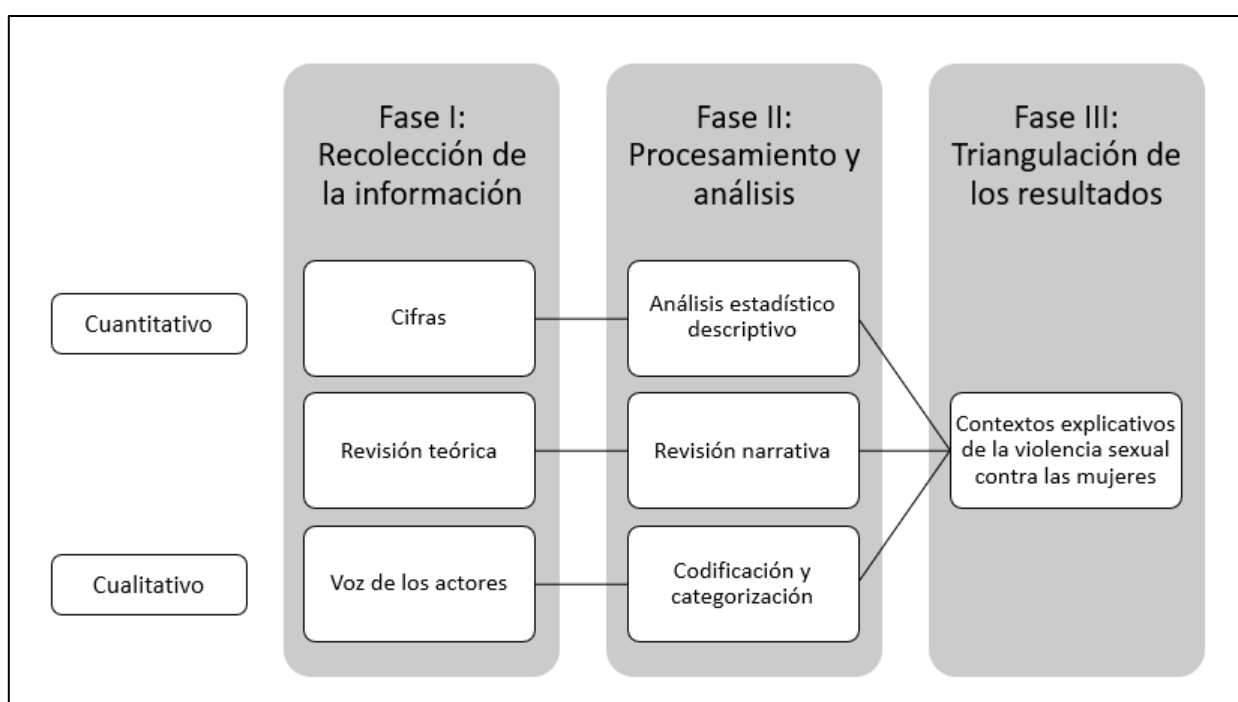 Fase I:
Recolección de
la información
Fase II:
Procesamiento y
análisis
Fase III:
Triangulación de
los resultados
Cuantitativo
Cifras
Análisis estadístico
descriptivo
Revisión teórica
Revisión narrativa
Contextos explicativos
de la violencia sexual
contra las mujeres
Cualitativo
Voz de los actores
Codificación y
categorización